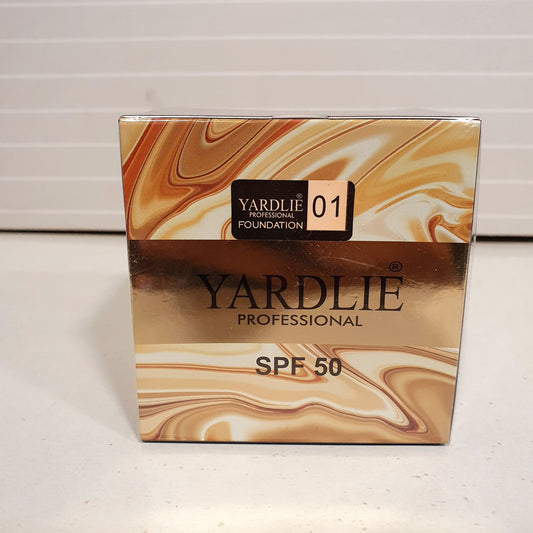 YARDLIE®
PROFESSIONAL
FOUNDATION
01
YARDLIE®
PROFESSIONAL
SPF 50